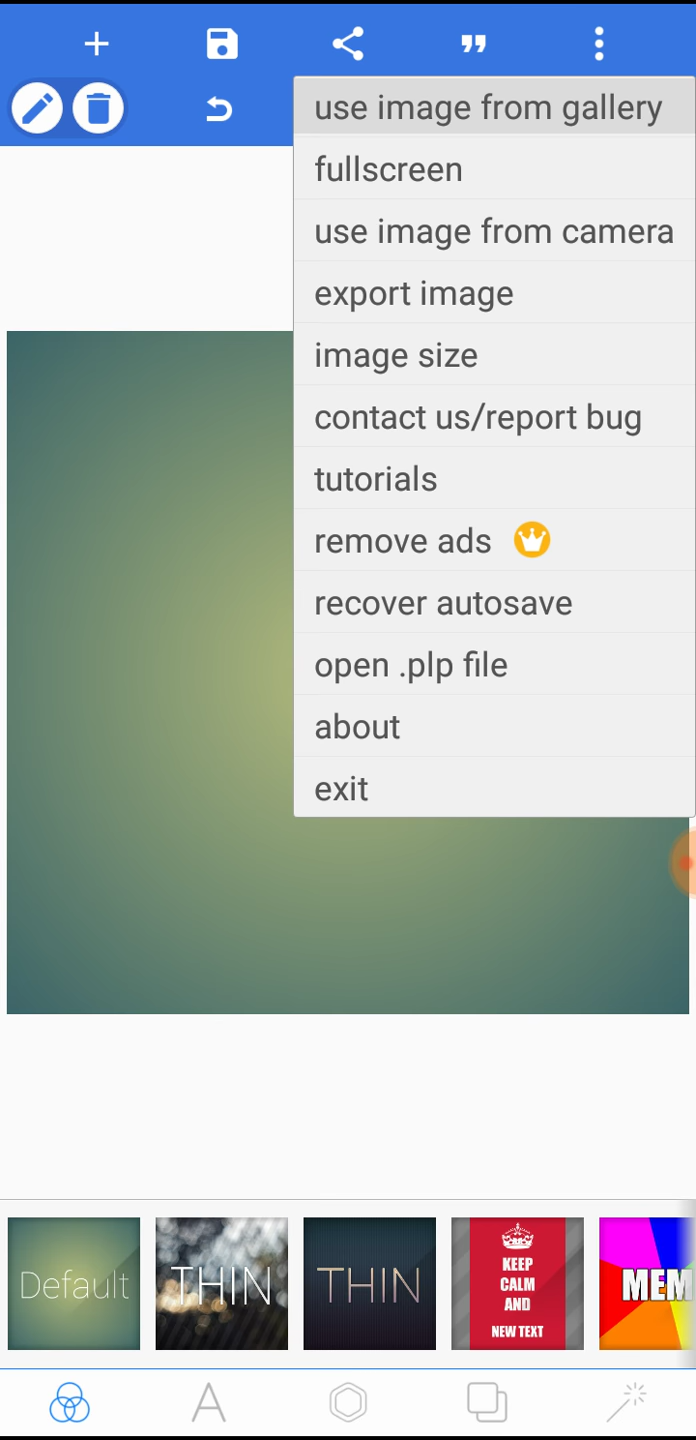 use image from gallery
fullscreen
use image from camera
export image
image size
contact us/report bug
tutorials
remove ads
recover autosave
open .plp file
about
exit
Default
THIN
THIN
KEEP
CALM
AND
NEW TEXT
MEM
A